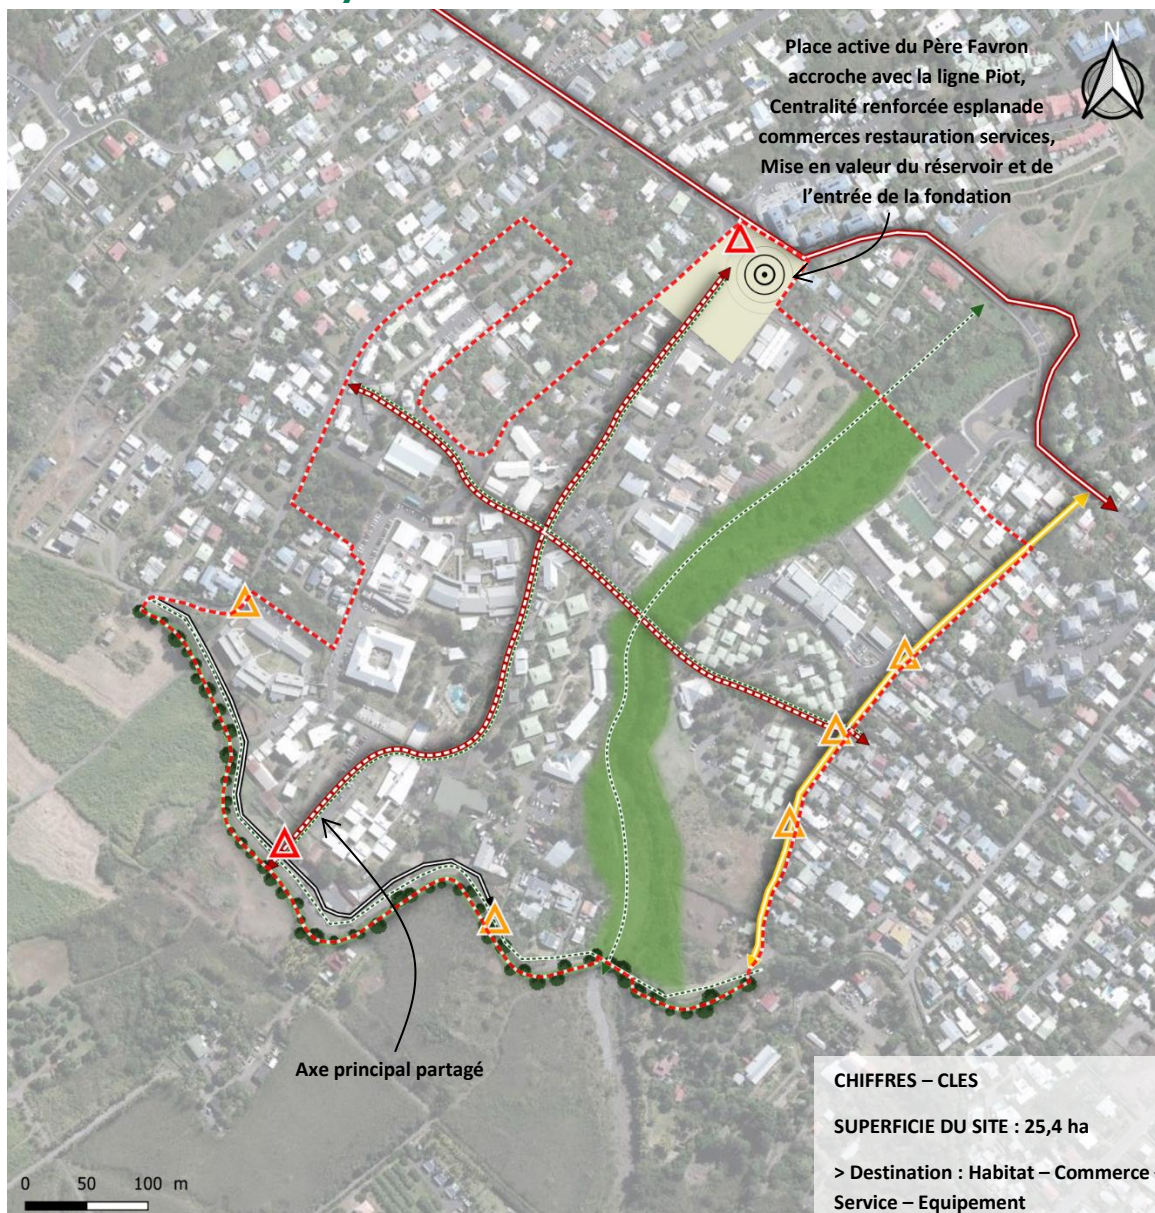 Place active du Père Favron
accroche avec la ligne Piot,
Centralité renforcée esplanade
commerces restauration services,
Mise en valeur du réservoir et de
l’entrée de la fondation
N
Axe principal partagé
CHIFFRES – CLES
SUPERFICIE DU SITE : 25,4 ha
> Destination : Habitat – Commerce –
Service – Equipement
0 50 100 m